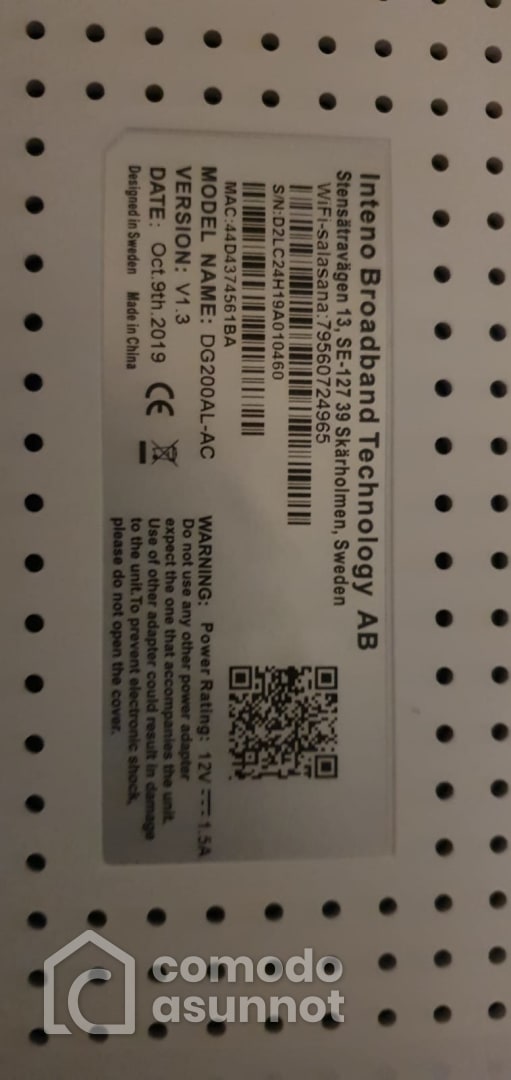 Inteno Broadband Technology AB
Stensätravägen 13, SE-127 39 Skärholmen, Sweden
WiFi-salasana:79560724965
S/N:D2LC24H19A010460
MAC:44D4374561BA
MODEL NAME: DG200AL-AC
VERSION: V1.3
DATE: Oct.9th.2019
Designed in Sweden Made in China
CE
WARNING: Power Rating: 12V 1.5A
Do not use any other power adapter
expect the one that accompanies the unit.
Use of other adapter could result in damage
to the unit.To prevent electronic shock,
please do not open the cover.
comodo
asunnot